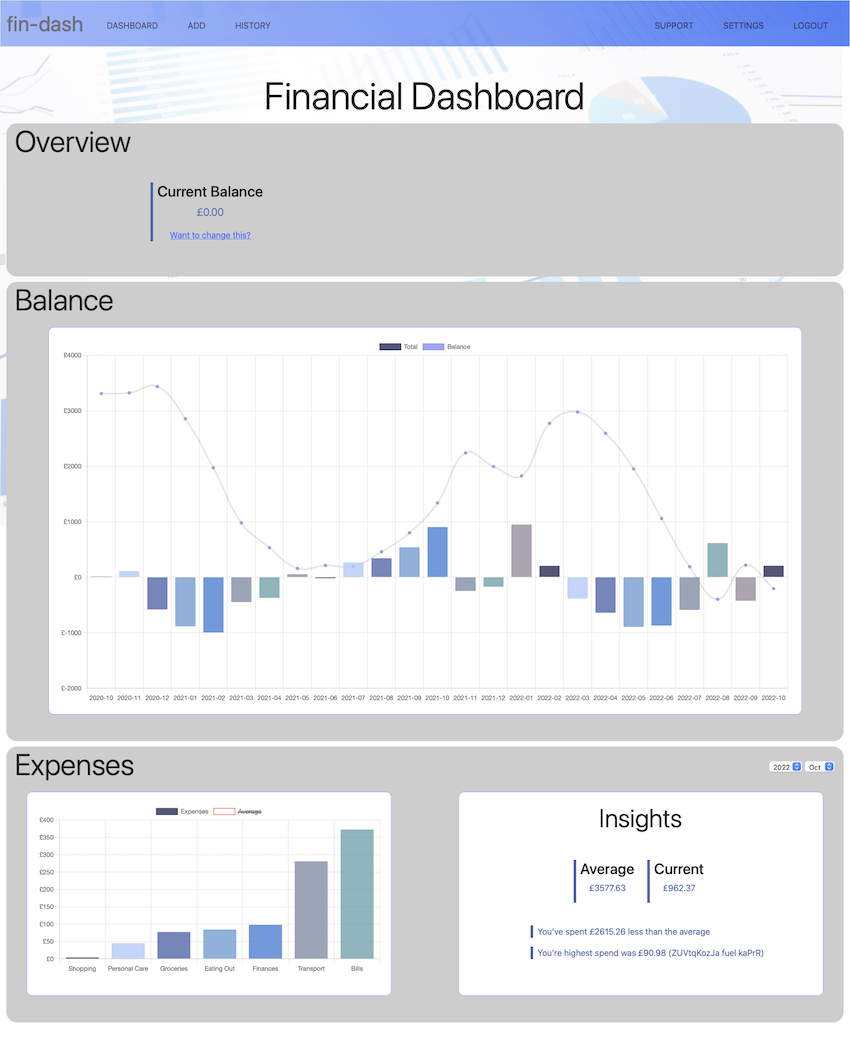 fin-dash DASHBOARD ADD HISTORY SUPPORT SETTINGS LOGOUT
Financial Dashboard
Overview
Current Balance
£0.00
Want to change this?
Balance
Total Balance
£4000
£3000
£2000
£1000
£0
£-1000
£-2000
2020-10 2020-11 2020-12 2021-01 2021-02 2021-03 2021-04 2021-05 2021-06 2021-07 2021-08 2021-09 2021-10 2021-11 2021-12 2022-01 2022-02 2022-03 2022-04 2022-05 2022-06 2022-07 2022-08 2022-09 2022-10
Expenses
2022 Oct
Expenses Average
£400
£350
£300
£250
£200
£150
£100
£50
£0
Shopping Personal Care Groceries Eating Out Finances Transport Bills
Insights
Average Current
£3577.63 £962.37
You've spent £2615.26 less than the average
You're highest spend was £90.98 (ZUVtqKozJa fuel kaPrR)